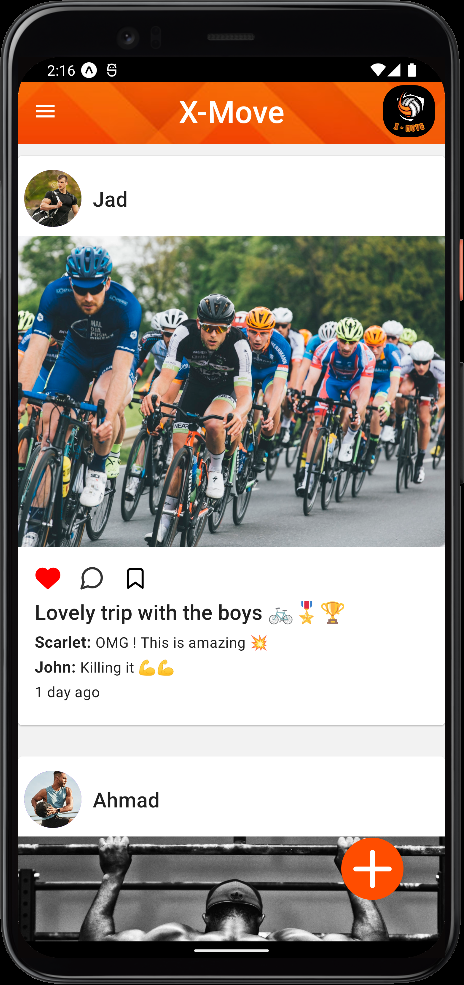 2:16
X-Move
X - MOVE
Jad
Lovely trip with the boys 🚲🎖️🏆
Scarlet: OMG ! This is amazing 💥
John: Killing it 💪💪
1 day ago
Ahmad